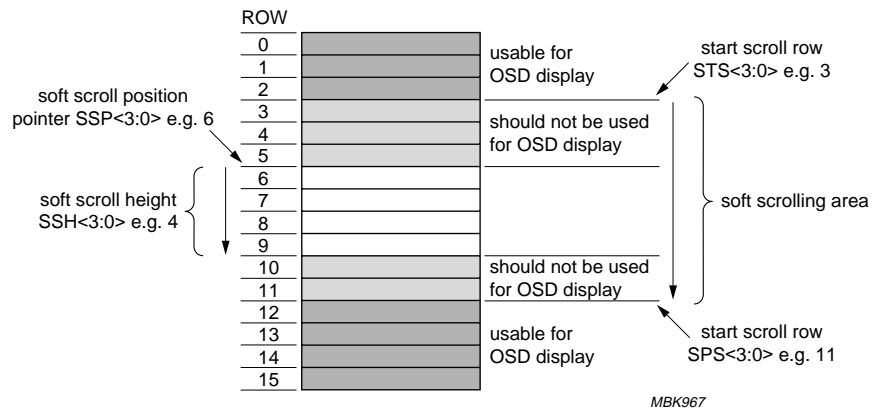 ROW
0
1
2
3
4
5
6
7
8
9
10
11
12
13
14
15
soft scroll position
pointer SSP<3:0> e.g. 6
soft scroll height
SSH<3:0> e.g. 4
usable for
OSD display
should not be used
for OSD display
should not be used
for OSD display
usable for
OSD display
start scroll row
STS<3:0> e.g. 3
soft scrolling area
start scroll row
SPS<3:0> e.g. 11
MBK967